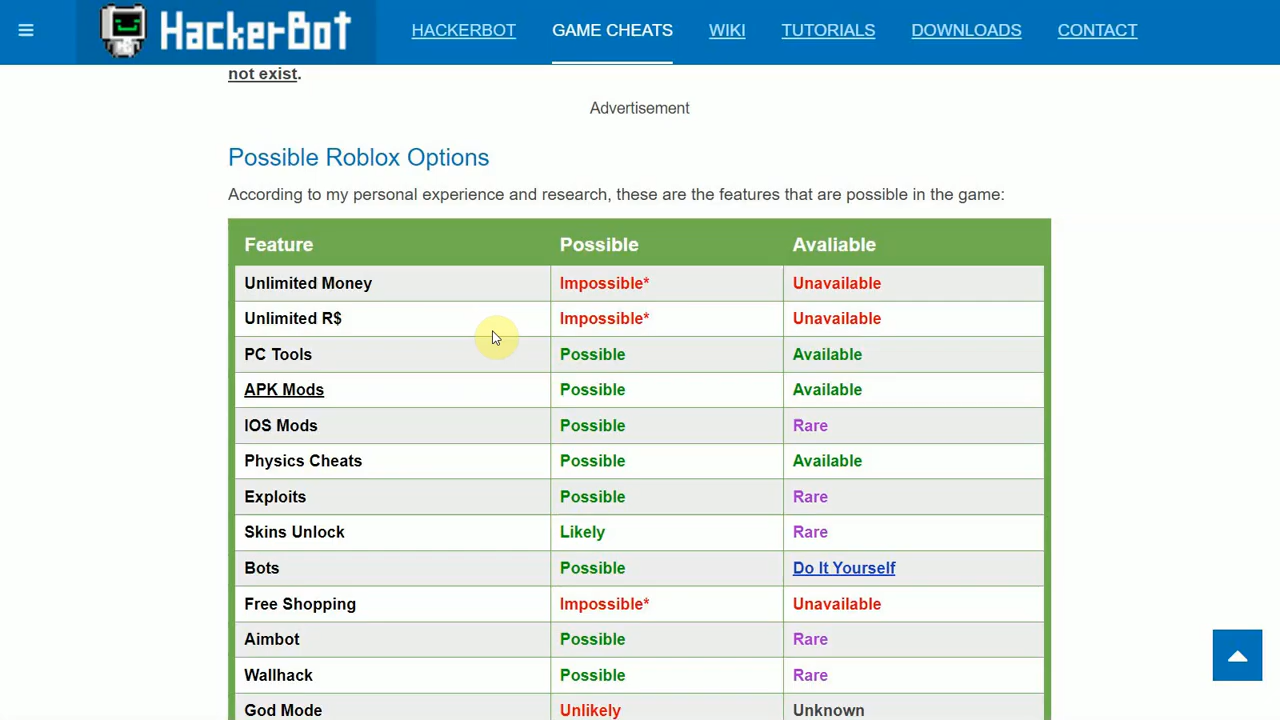 HackerBot HACKERBOT GAME CHEATS WIKI TUTORIALS DOWNLOADS CONTACT
not exist.
Advertisement
Possible Roblox Options
According to my personal experience and research, these are the features that are possible in the game:
Feature Possible Avaliable
Unlimited Money Impossible* Unavailable
Unlimited R$ Impossible* Unavailable
PC Tools Possible Available
APK Mods Possible Available
IOS Mods Possible Rare
Physics Cheats Possible Available
Exploits Possible Rare
Skins Unlock Likely Rare
Bots Possible Do It Yourself
Free Shopping Impossible* Unavailable
Aimbot Possible Rare
Wallhack Possible Rare
God Mode Unlikely Unknown